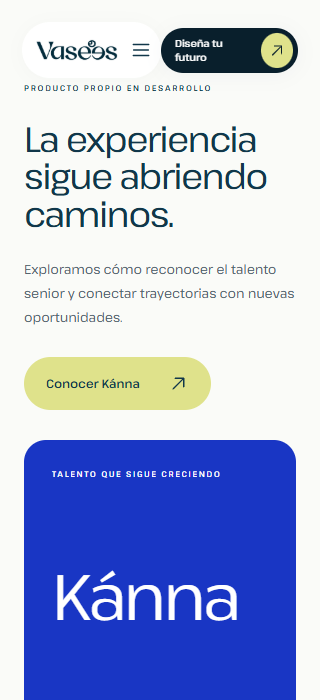 Vasees
Diseña tu
futuro
PRODUCTO PROPIO EN DESARROLLO
La experiencia
sigue abriendo
caminos.
Exploramos cómo reconocer el talento
senior y conectar trayectorias con nuevas
oportunidades.
Conocer Kánna
TALENTO QUE SIGUE CRECIENDO
Kánna